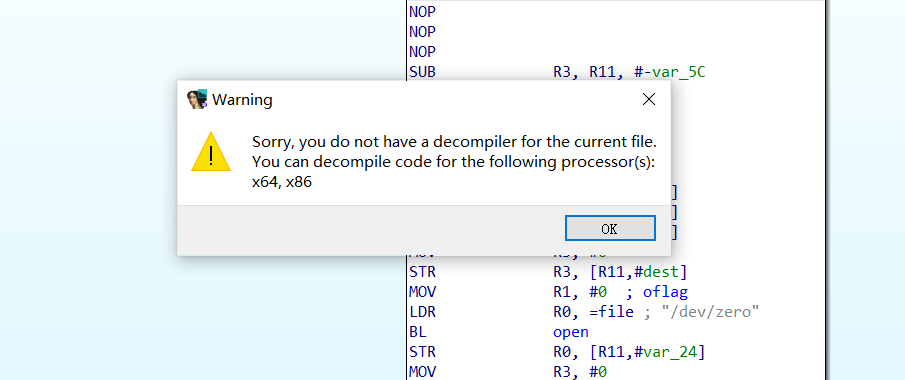 NOP
NOP
NOP
SUB R3, R11, #-var_5C
Warning
Sorry, you do not have a decompiler for the current file.
You can decompile code for the following processor(s):
x64, x86
]
]
]
OK
STR R3, [R11,#dest]
MOV R1, #0 ; oflag
LDR R0, =file ; "/dev/zero"
BL open
STR R0, [R11,#var_24]
MOV R3, #0